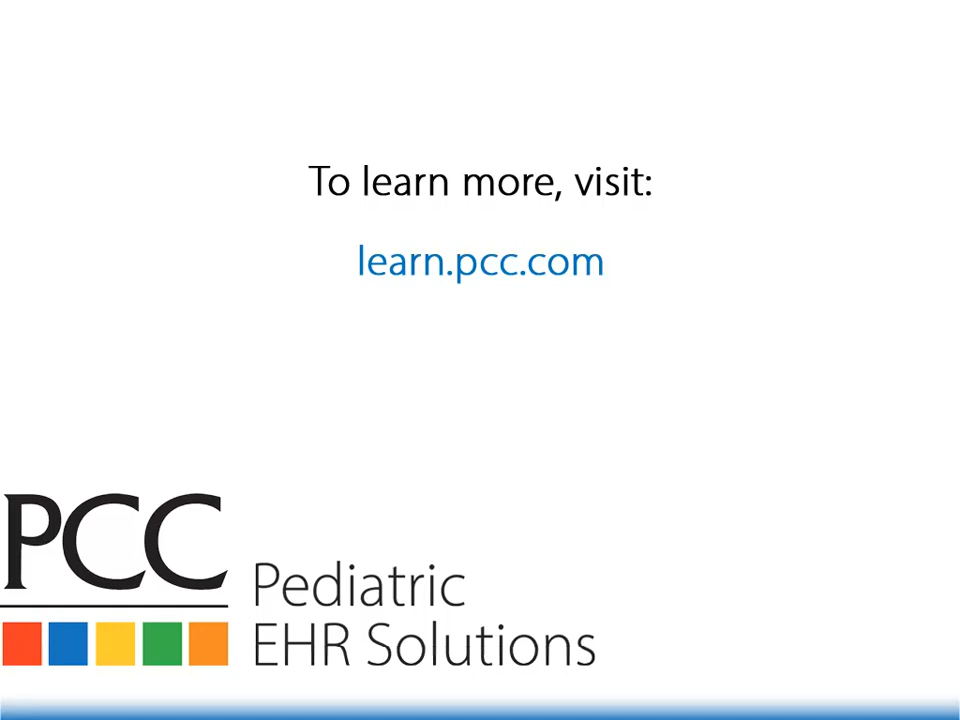 To learn more, visit:
learn.pcc.com
PCC
Pediatric
EHR Solutions